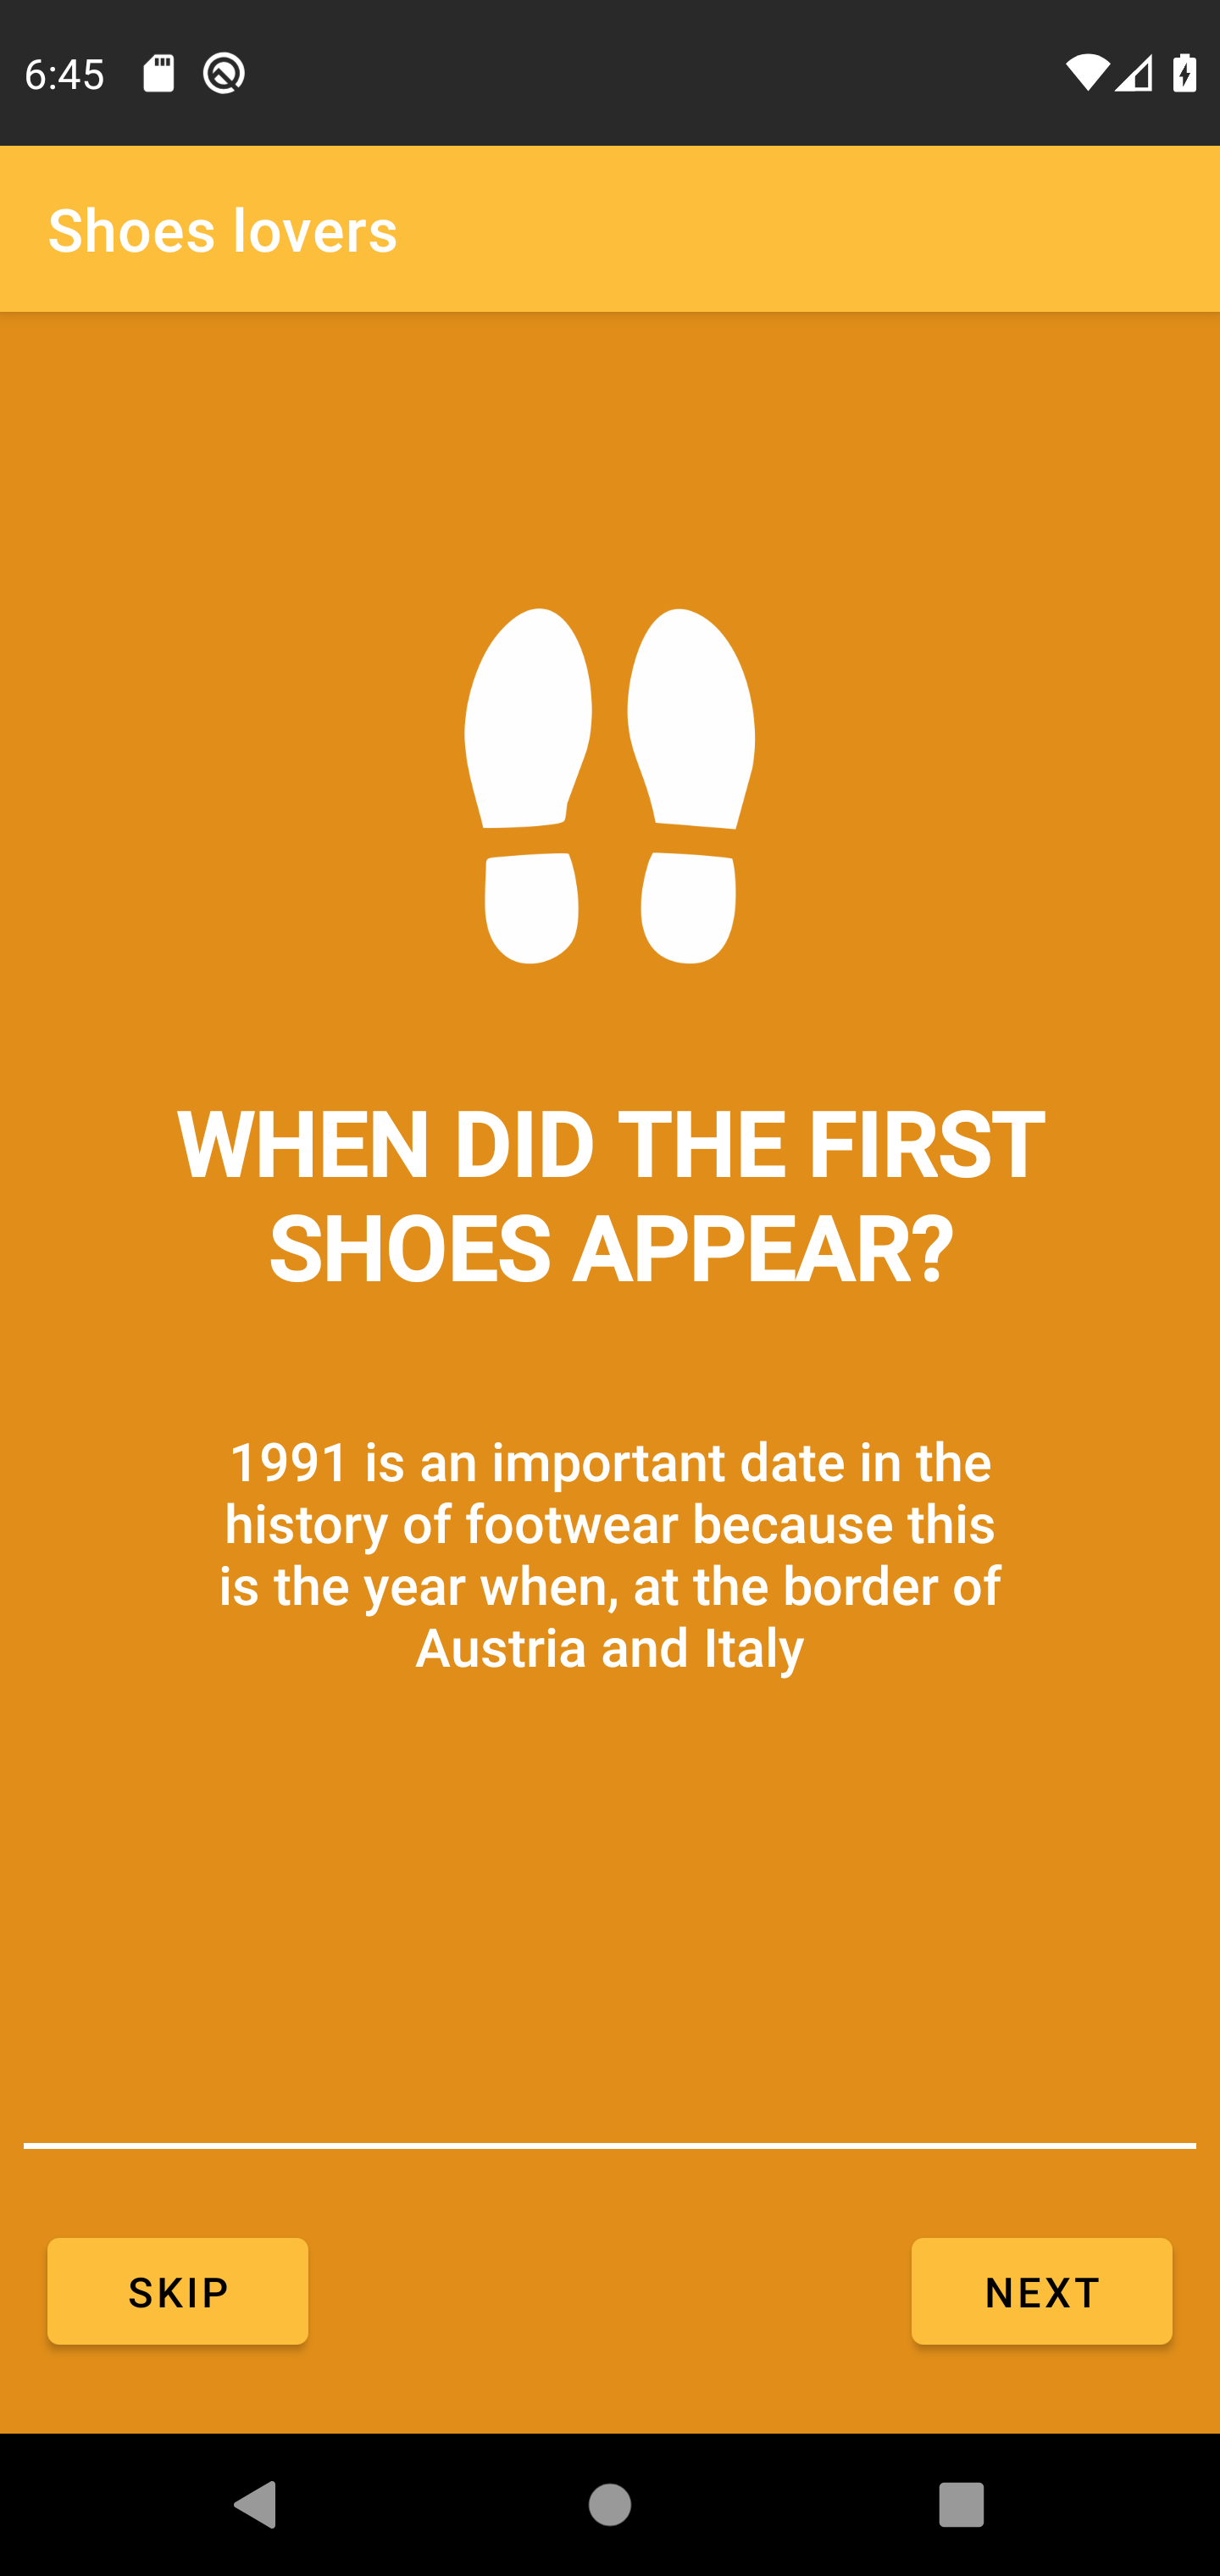 6:45
Shoes lovers
WHEN DID THE FIRST
SHOES APPEAR?
1991 is an important date in the
history of footwear because this
is the year when, at the border of
Austria and Italy
SKIP
NEXT